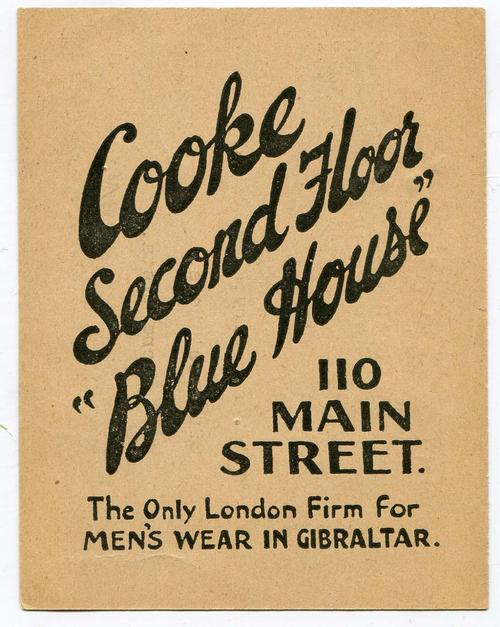 Cooke
Second Floor
"Blue House"
110
MAIN
STREET.
The Only London Firm For
MEN'S WEAR IN GIBRALTAR.